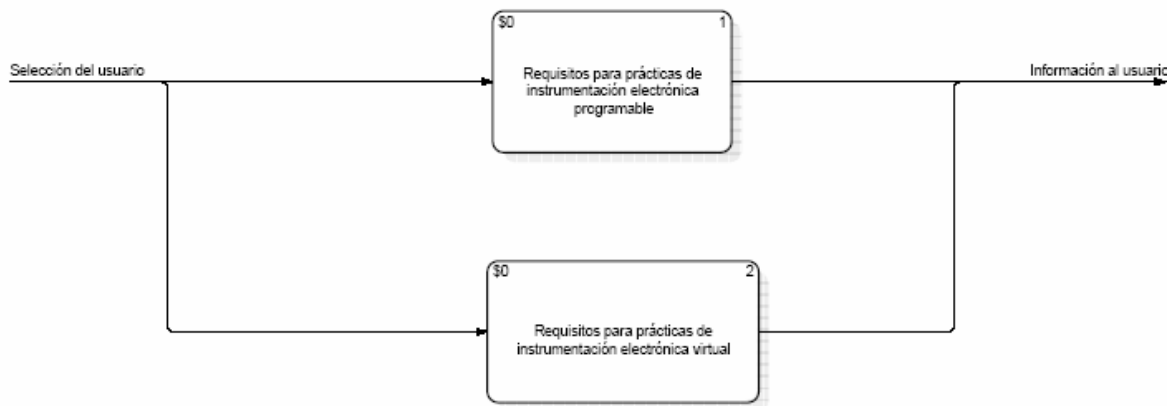 $0 1
Selección del usuario
Requisitos para prácticas de
instrumentación electrónica
programable
Información al usuario
$0 2
Requisitos para prácticas de
instrumentación electrónica virtual